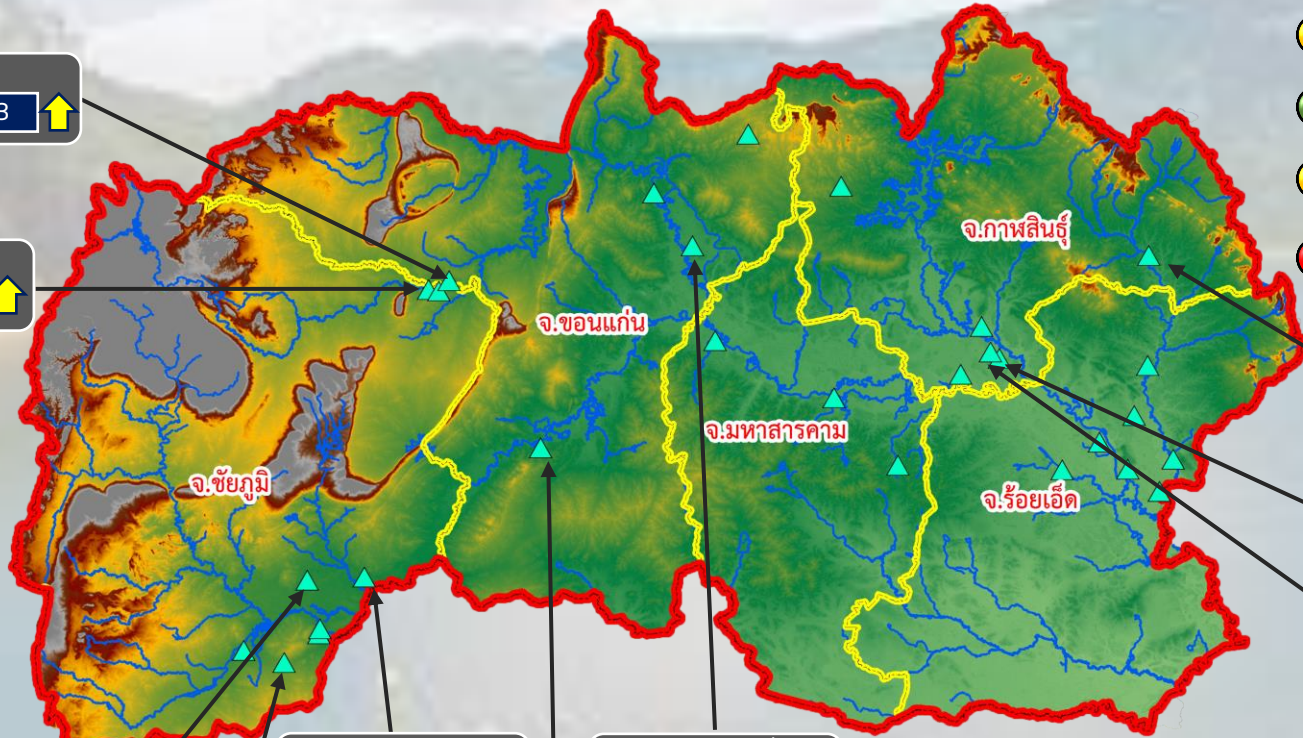 จ.กาฬสินธุ์
จ.ขอนแก่น
จ.มหาสารคาม
จ.ชัยภูมิ
จ.ร้อยเอ็ด